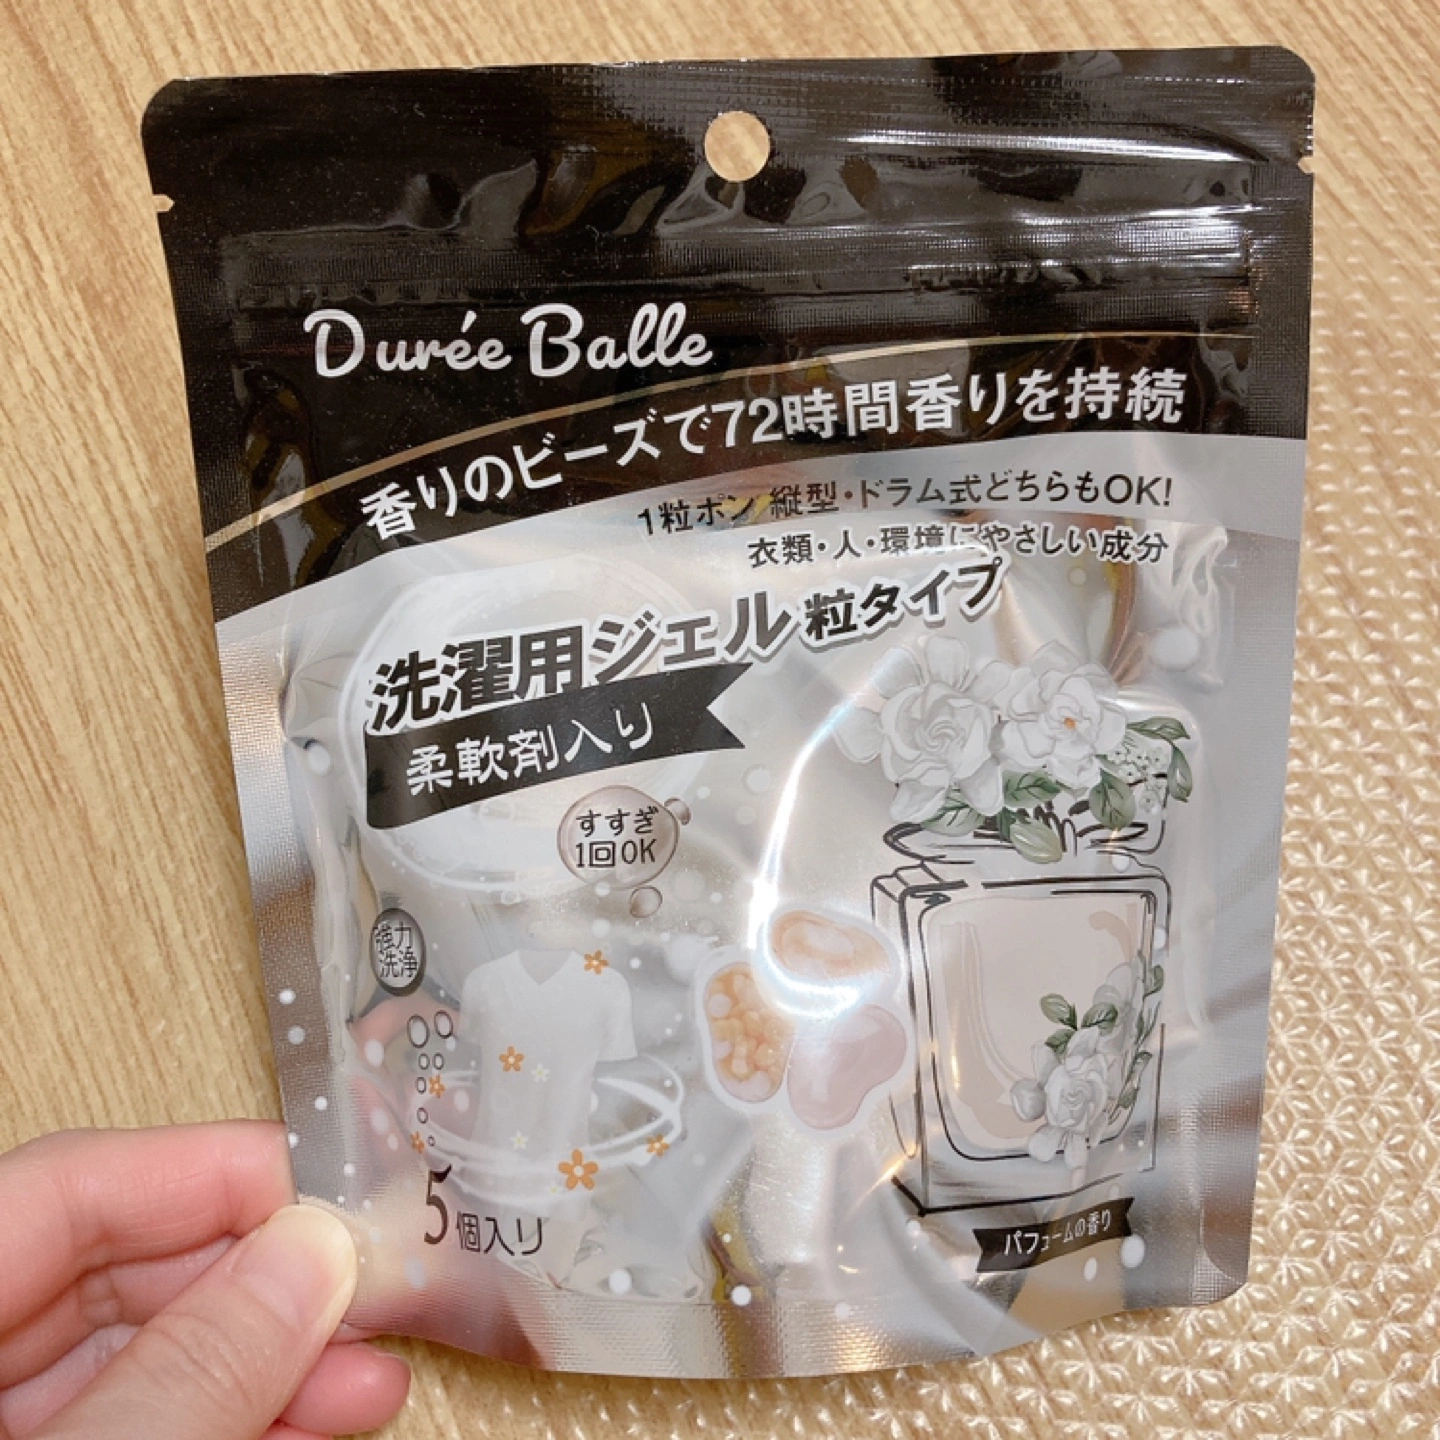 Durée Balle
香りのビーズで72時間香りを持続
1粒ポン 縦型・ドラム式どちらもOK!
衣類・人・環境にやさしい成分
洗濯用ジェル粒タイプ
柔軟剤入り
すすぎ
1回OK
強力
洗浄
5個入り
パフュームの香り